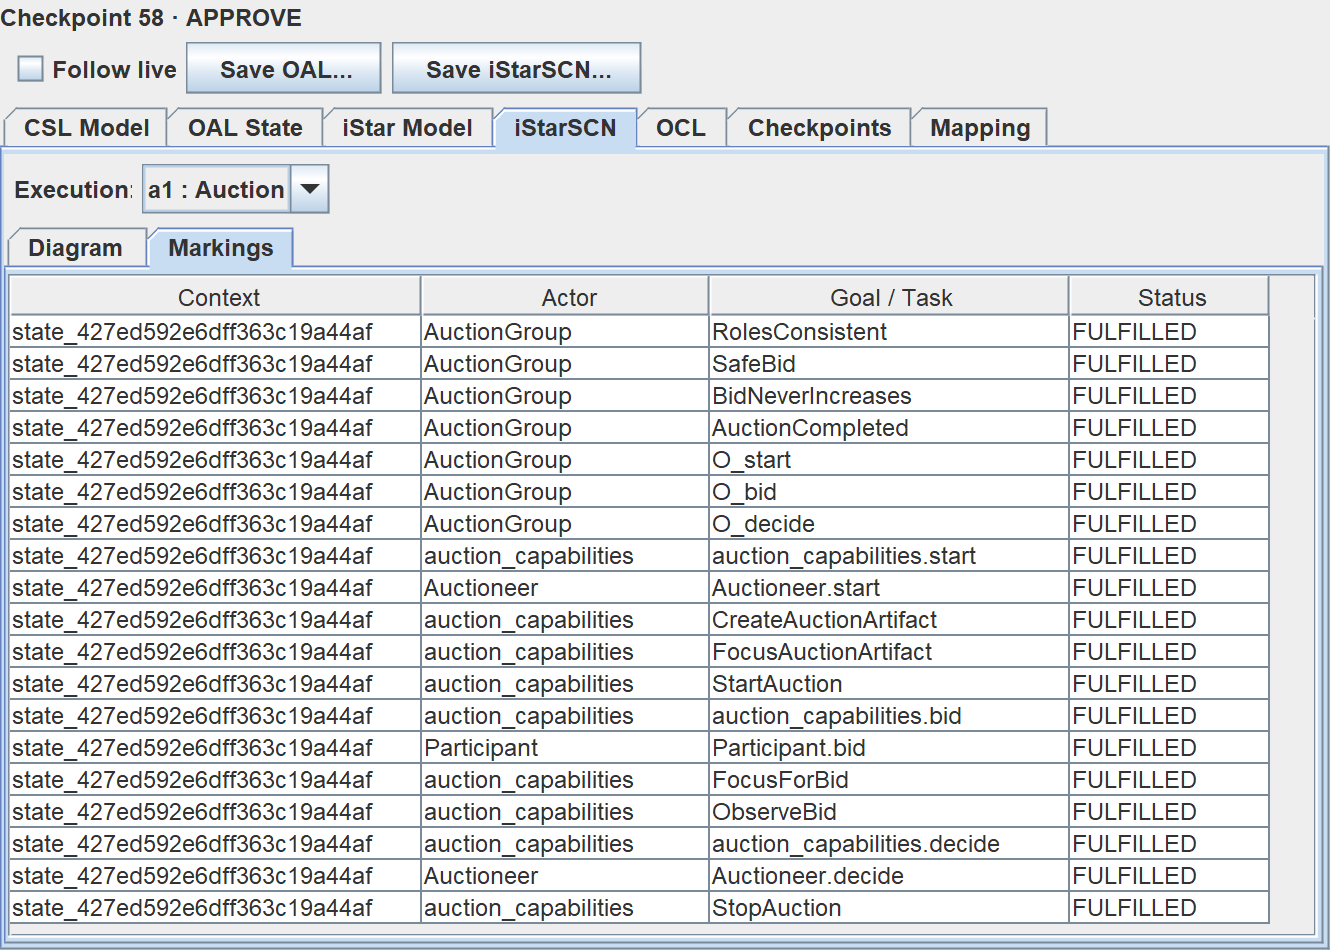 Checkpoint 58 · APPROVE
Follow live Save OAL... Save iStarSCN...
CSL Model OAL State iStar Model iStarSCN OCL Checkpoints Mapping
Execution: a1 : Auction
Diagram Markings
Context Actor Goal / Task Status
state_427ed592e6dff363c19a44af AuctionGroup RolesConsistent FULFILLED
state_427ed592e6dff363c19a44af AuctionGroup SafeBid FULFILLED
state_427ed592e6dff363c19a44af AuctionGroup BidNeverIncreases FULFILLED
state_427ed592e6dff363c19a44af AuctionGroup AuctionCompleted FULFILLED
state_427ed592e6dff363c19a44af AuctionGroup O_start FULFILLED
state_427ed592e6dff363c19a44af AuctionGroup O_bid FULFILLED
state_427ed592e6dff363c19a44af AuctionGroup O_decide FULFILLED
state_427ed592e6dff363c19a44af auction_capabilities auction_capabilities.start FULFILLED
state_427ed592e6dff363c19a44af Auctioneer Auctioneer.start FULFILLED
state_427ed592e6dff363c19a44af auction_capabilities CreateAuctionArtifact FULFILLED
state_427ed592e6dff363c19a44af auction_capabilities FocusAuctionArtifact FULFILLED
state_427ed592e6dff363c19a44af auction_capabilities StartAuction FULFILLED
state_427ed592e6dff363c19a44af auction_capabilities auction_capabilities.bid FULFILLED
state_427ed592e6dff363c19a44af Participant Participant.bid FULFILLED
state_427ed592e6dff363c19a44af auction_capabilities FocusForBid FULFILLED
state_427ed592e6dff363c19a44af auction_capabilities ObserveBid FULFILLED
state_427ed592e6dff363c19a44af auction_capabilities auction_capabilities.decide FULFILLED
state_427ed592e6dff363c19a44af Auctioneer Auctioneer.decide FULFILLED
state_427ed592e6dff363c19a44af auction_capabilities StopAuction FULFILLED